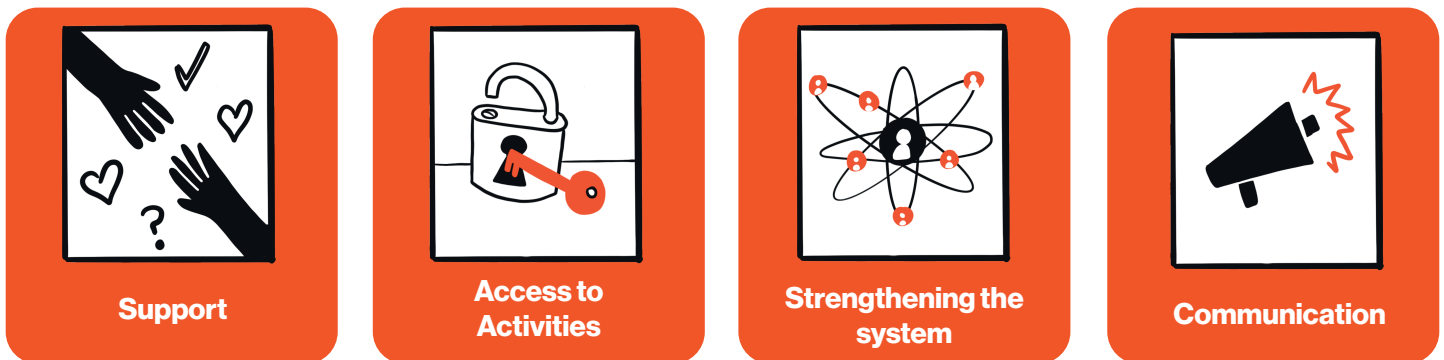 Support
Access to
Activities
Strengthening the
system
Communication